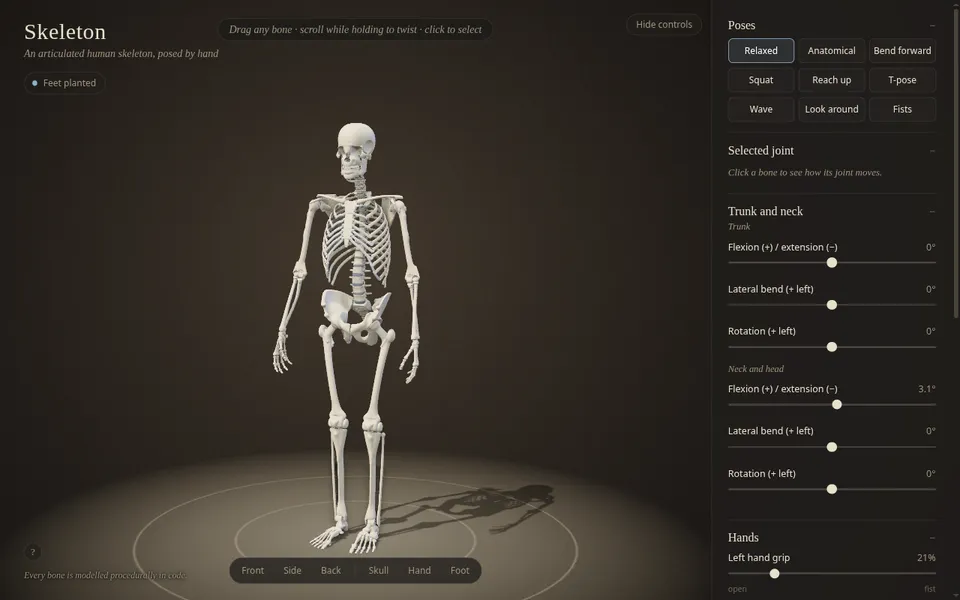 Skeleton
An articulated human skeleton, posed by hand
Feet planted
Drag any bone · scroll while holding to twist · click to select
Hide controls
Poses
Relaxed
Anatomical
Bend forward
Squat
Reach up
T-pose
Wave
Look around
Fists
Selected joint
Click a bone to see how its joint moves.
Trunk and neck
Trunk
Flexion (+) / extension (−) 0°
Lateral bend (+ left) 0°
Rotation (+ left) 0°
Neck and head
Flexion (+) / extension (−) 3.1°
Lateral bend (+ left) 0°
Rotation (+ left) 0°
Hands
Left hand grip 21%
open fist
?
Every bone is modelled procedurally in code.
Front Side Back Skull Hand Foot